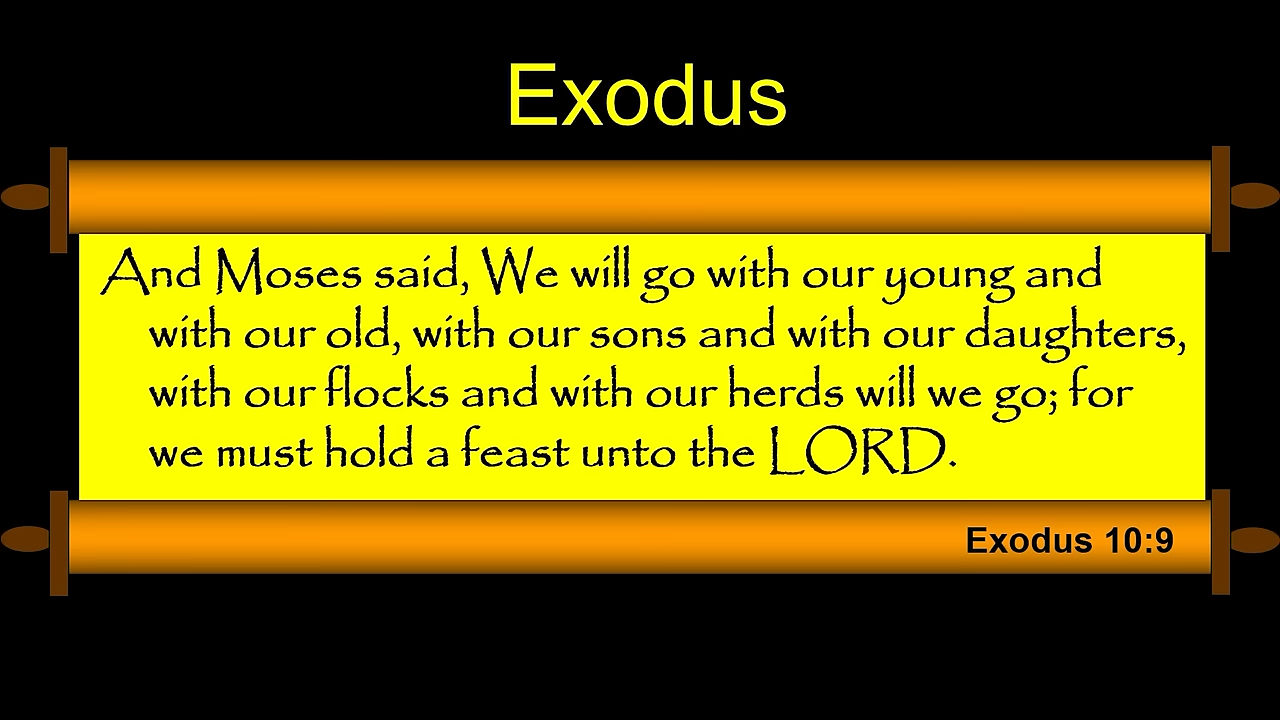 Exodus
And Moses said, We will go with our young and
with our old, with our sons and with our daughters,
with our flocks and with our herds will we go; for
we must hold a feast unto the LORD.
Exodus 10:9